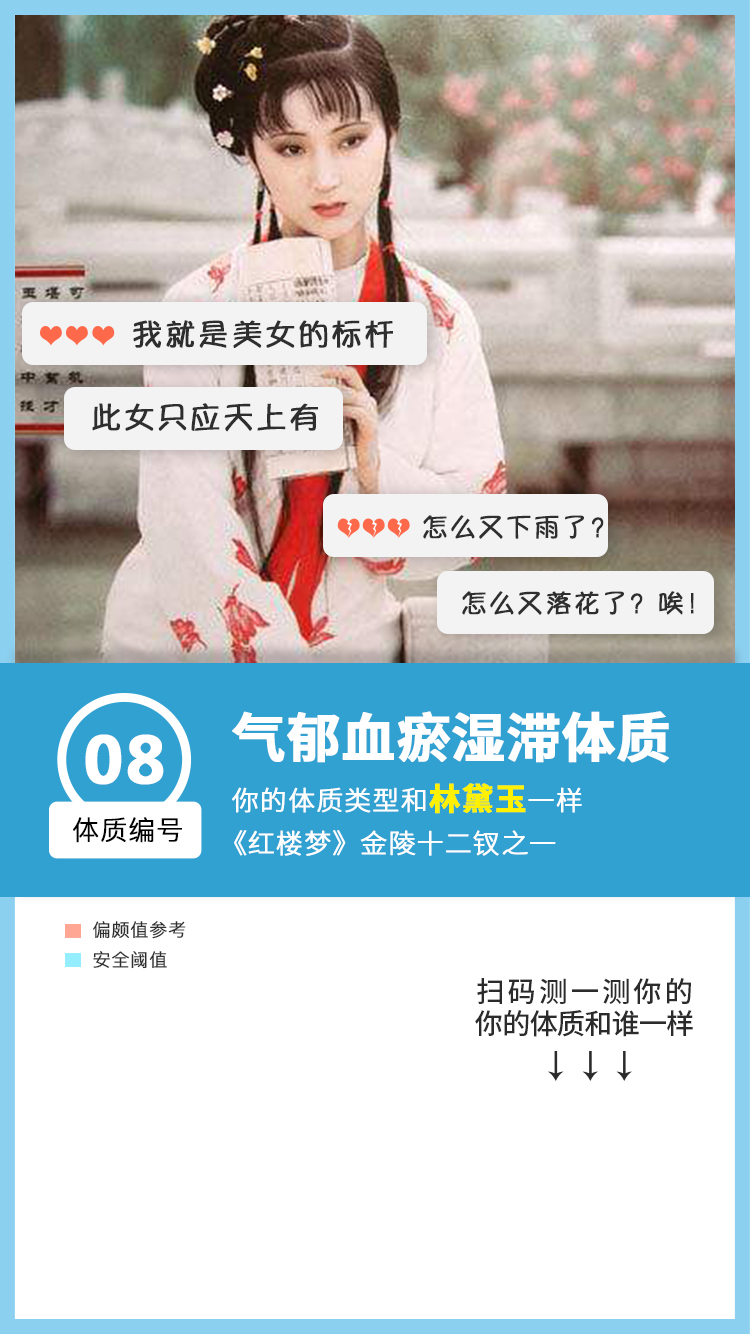 我就是美女的标杆
此女只应天上有
怎么又下雨了?
怎么又落花了?唉!
08
体质编号
气郁血瘀湿滞体质
你的体质类型和林黛玉一样
《红楼梦》金陵十二钗之一
偏颇值参考
安全阈值
扫码测一测你的
你的体质和谁一样
↓ ↓ ↓